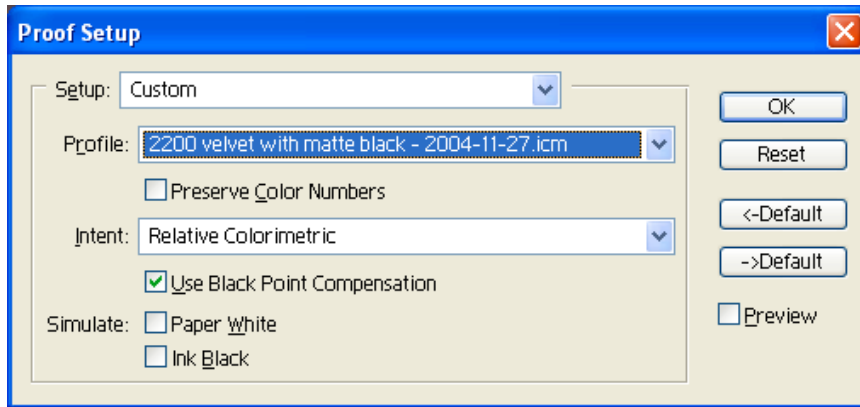 Proof Setup
Setup: Custom
OK
Profile: 2200 velvet with matte black - 2004-11-27.icm
Reset
Preserve Color Numbers
<-Default
Intent: Relative Colorimetric
->Default
Use Black Point Compensation
Simulate: Paper White
Preview
Ink Black